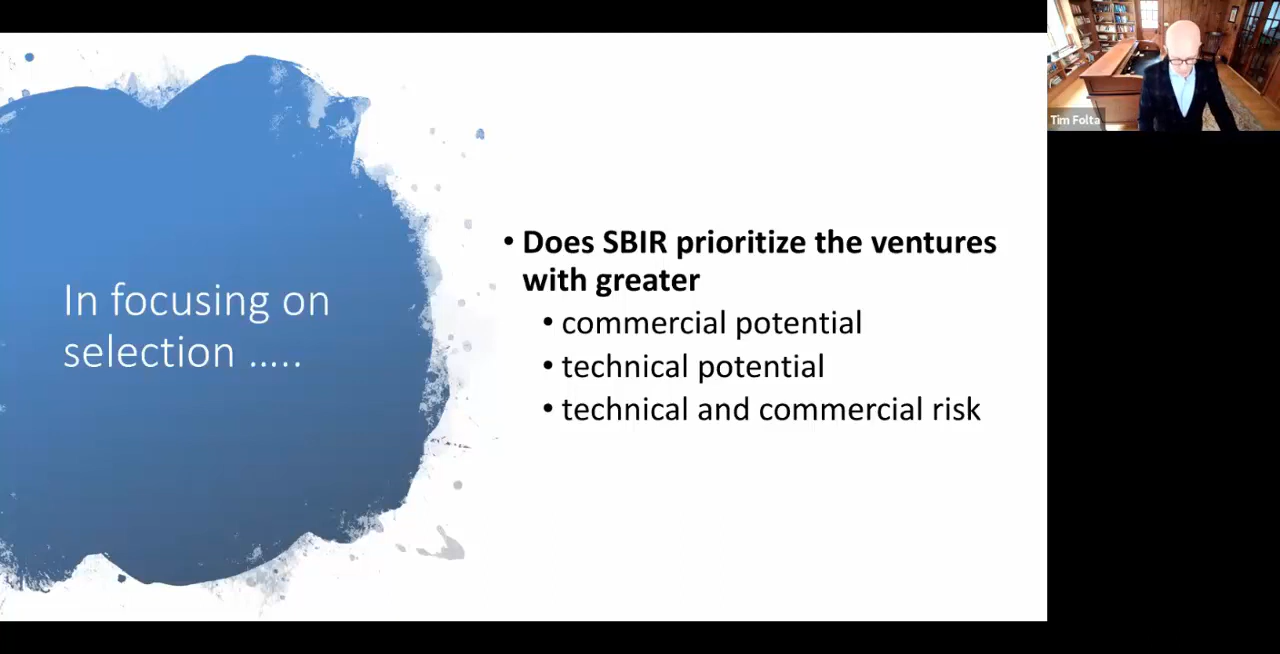 In focusing on
selection .....
• Does SBIR prioritize the ventures
with greater
• commercial potential
• technical potential
• technical and commercial risk
Tim Folta